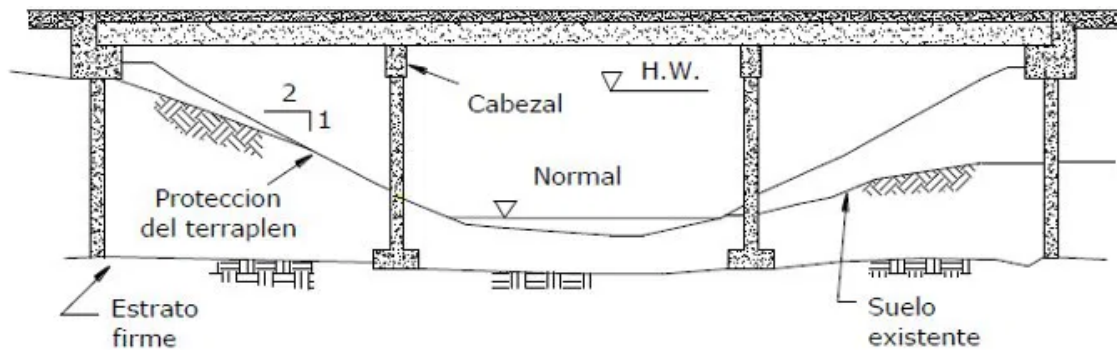 H.W.
2
1
Cabezal
Normal
Proteccion
del terraplen
Estrato
firme
Suelo
existente